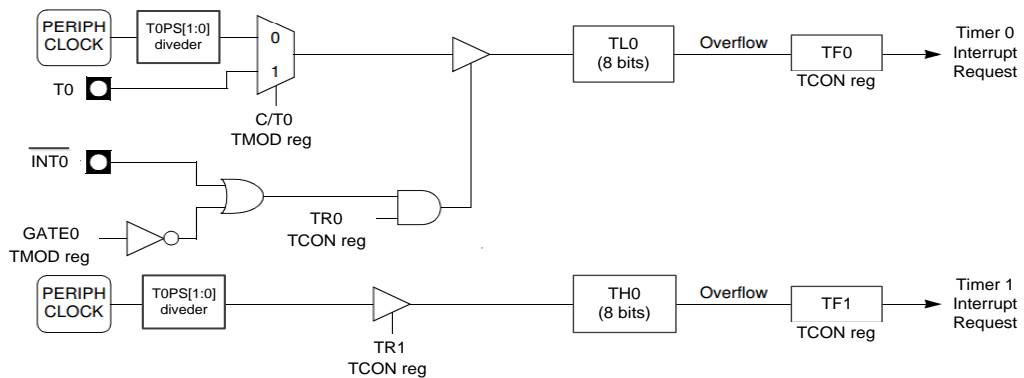 PERIPH
CLOCK
T0PS[1:0]
diveder
0
1
T0
C/T0
TMOD reg
TL0
(8 bits)
Overflow
TF0
TCON reg
Timer 0
Interrupt
Request
INT0
GATE0
TMOD reg
TR0
TCON reg
PERIPH
CLOCK
T0PS[1:0]
diveder
TR1
TCON reg
TH0
(8 bits)
Overflow
TF1
TCON reg
Timer 1
Interrupt
Request